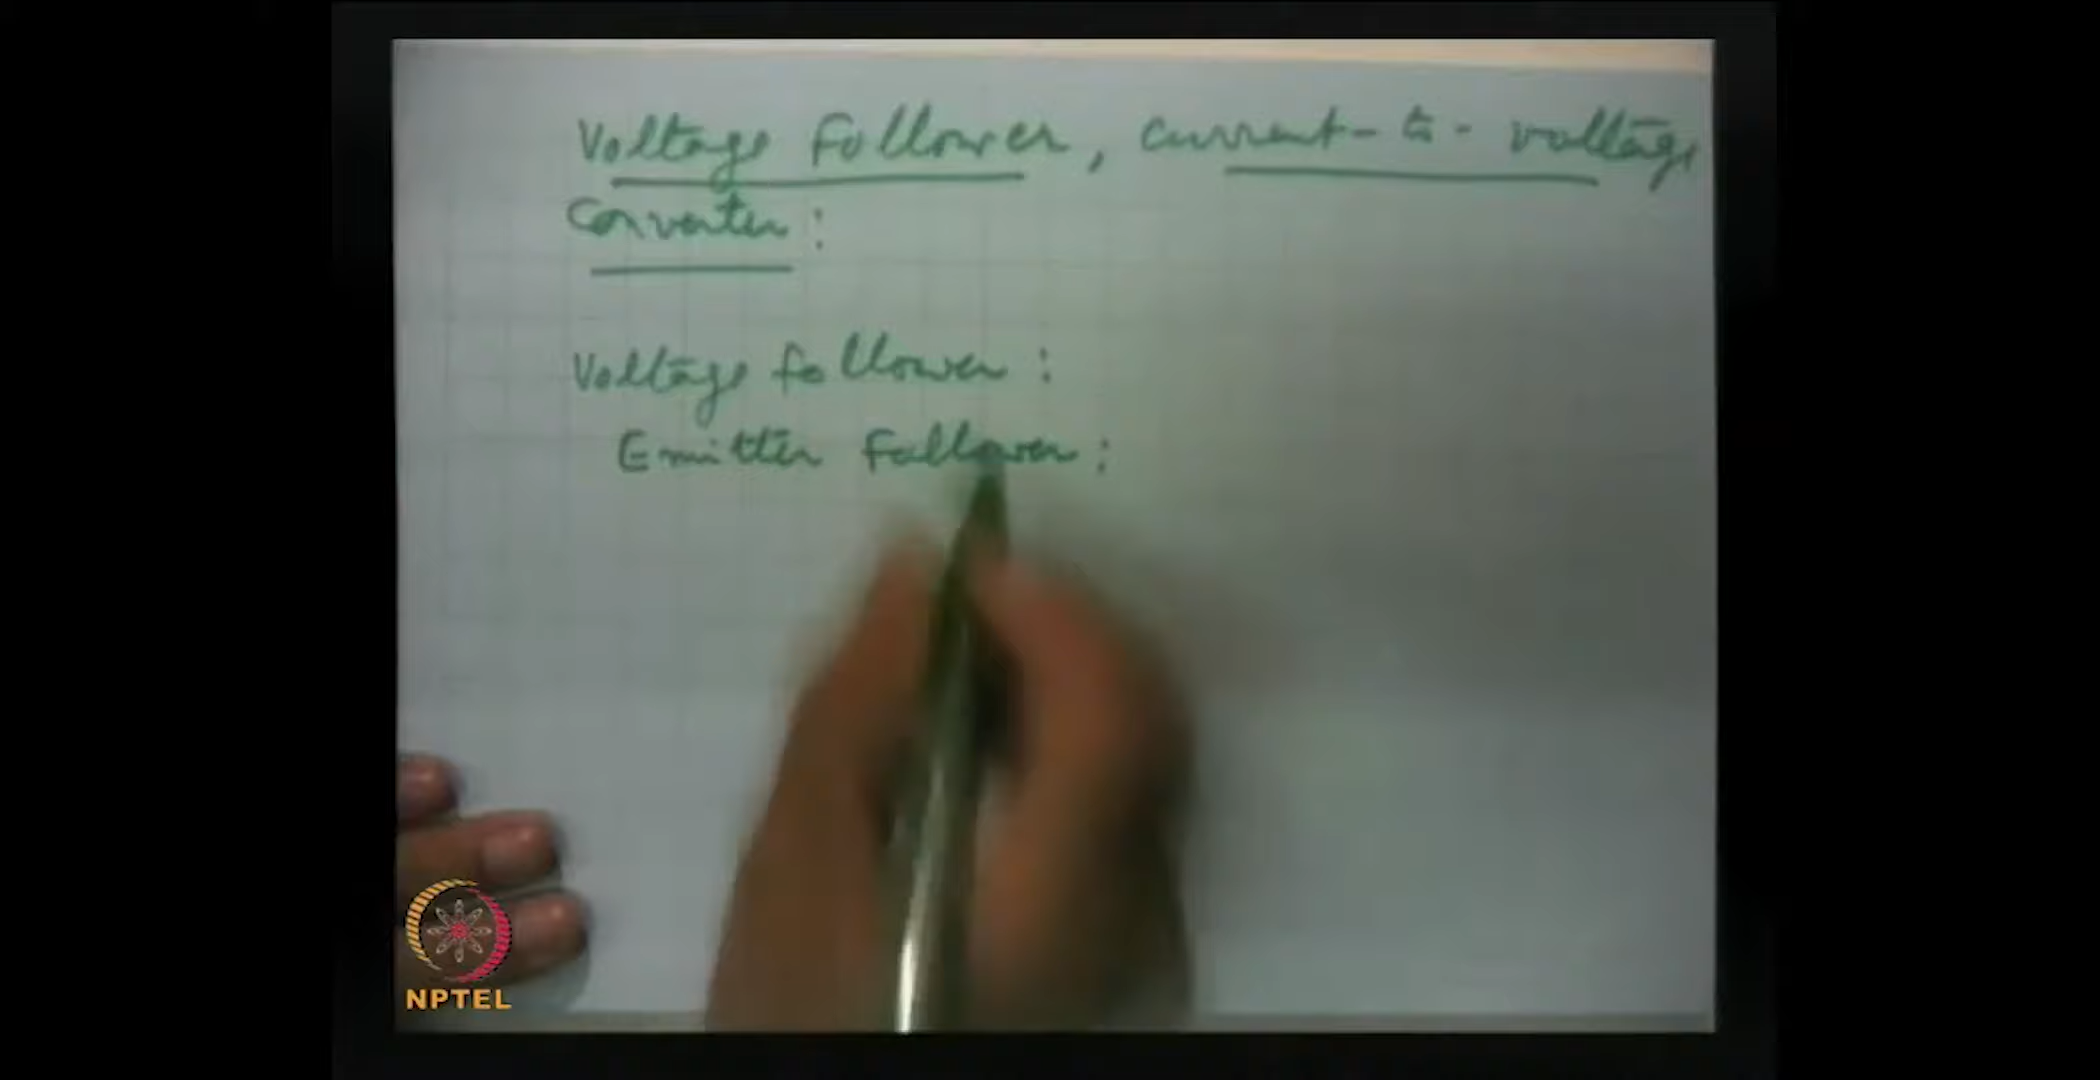 Voltage Follower, current-to-voltage
Converter:
Voltage follower:
Emitter Follower:
NPTEL